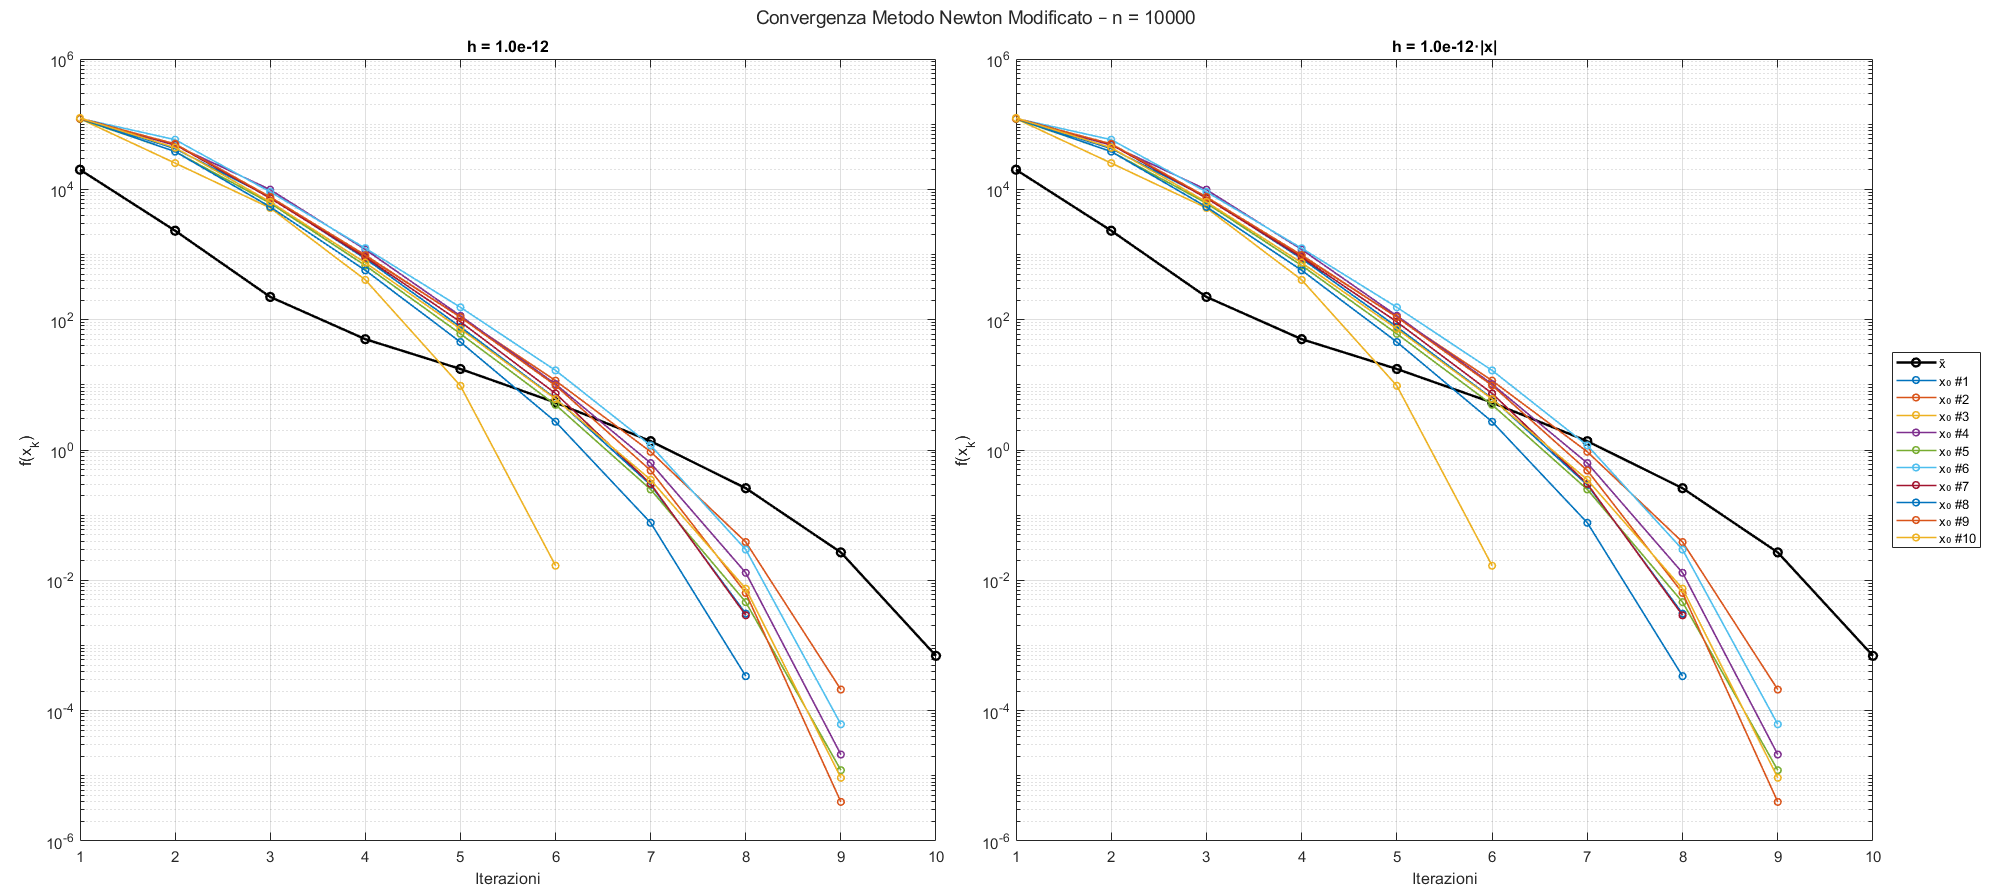 Convergenza Metodo Newton Modificato – n = 10000
h = 1.0e-12
10^6
10^4
10^2
10^0
10^-2
10^-4
10^-6
f(x_k)
1 2 3 4 5 6 7 8 9 10
Iterazioni
h = 1.0e-12·|x|
10^6
10^4
10^2
10^0
10^-2
10^-4
10^-6
f(x_k)
1 2 3 4 5 6 7 8 9 10
Iterazioni
x̄
x₀ #1
x₀ #2
x₀ #3
x₀ #4
x₀ #5
x₀ #6
x₀ #7
x₀ #8
x₀ #9
x₀ #10